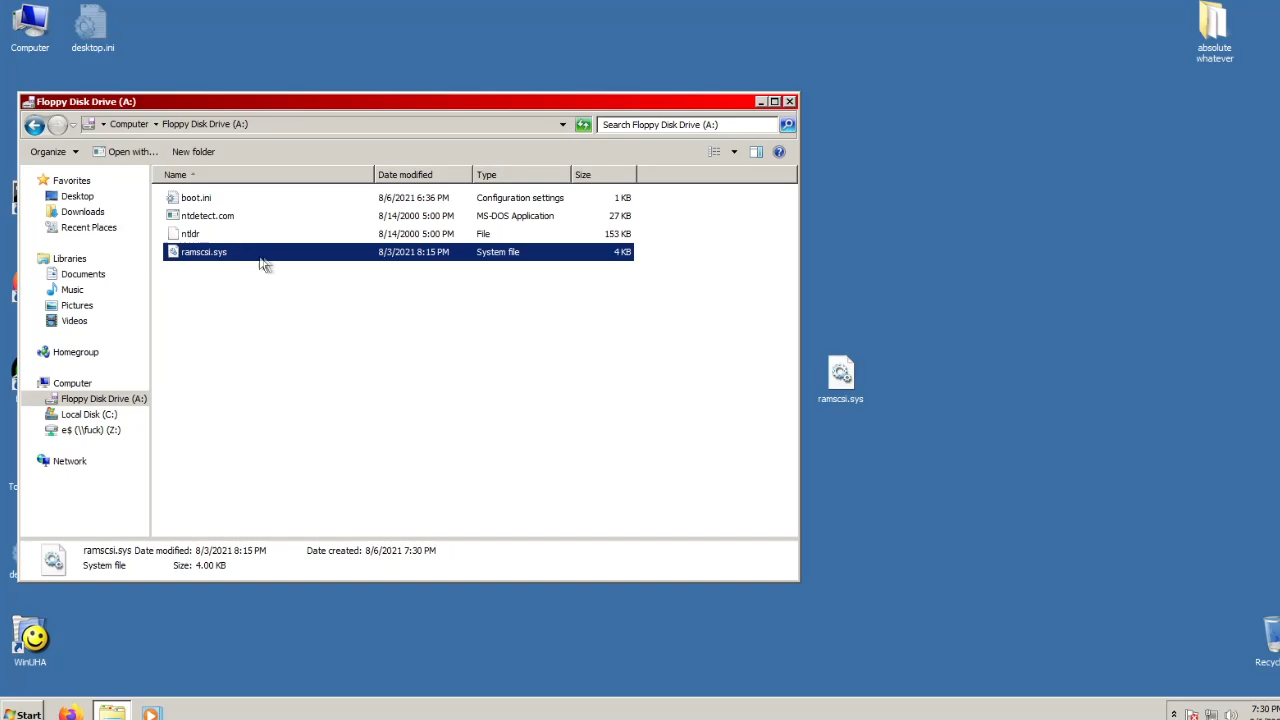 Computer
desktop.ini
absolute
whatever
Floppy Disk Drive (A:)
Computer Floppy Disk Drive (A:)
Search Floppy Disk Drive (A:)
Organize Open with... New folder
Name Date modified Type Size
Favorites
Desktop
Downloads
Recent Places
Libraries
Documents
Music
Pictures
Videos
Homegroup
Computer
Floppy Disk Drive (A:)
Local Disk (C:)
e$ (\\fuck) (Z:)
Network
boot.ini 8/6/2021 6:36 PM Configuration settings 1 KB
ntdetect.com 8/14/2000 5:00 PM MS-DOS Application 27 KB
ntldr 8/14/2000 5:00 PM File 153 KB
ramscsi.sys 8/3/2021 8:15 PM System file 4 KB
ramscsi.sys
ramscsi.sys Date modified: 8/3/2021 8:15 PM Date created: 8/6/2021 7:30 PM
System file Size: 4.00 KB
WinUHA
Recyc
Start
7:30 PM